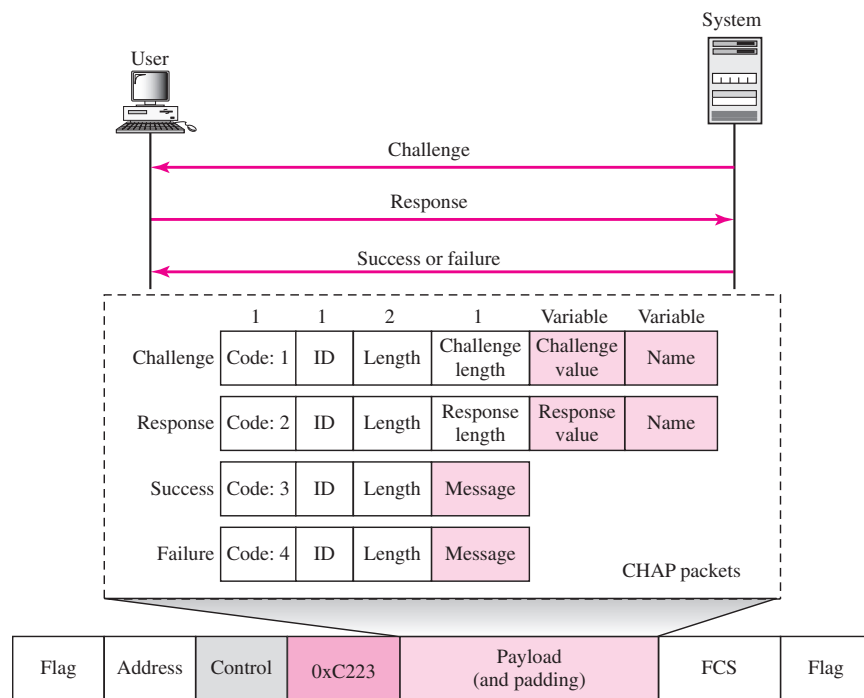 System
User
Challenge
Response
Success or failure
1 1 2 1 Variable Variable
Challenge Code: 1 ID Length Challenge length Challenge value Name
Response Code: 2 ID Length Response length Response value Name
Success Code: 3 ID Length Message
Failure Code: 4 ID Length Message
CHAP packets
Flag Address Control 0xC223 Payload (and padding) FCS Flag